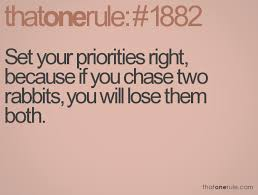 thatonerule:#1882
Set your priorities right,
because if you chase two
rabbits, you will lose them
both.
thatonerule.com